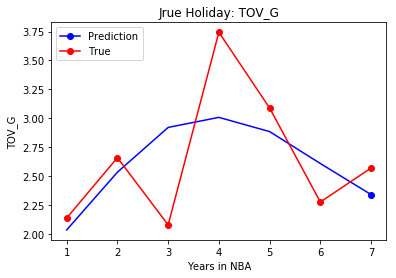 Jrue Holiday: TOV_G
Prediction
True
TOV_G
3.75
3.50
3.25
3.00
2.75
2.50
2.25
2.00
1 2 3 4 5 6 7
Years in NBA